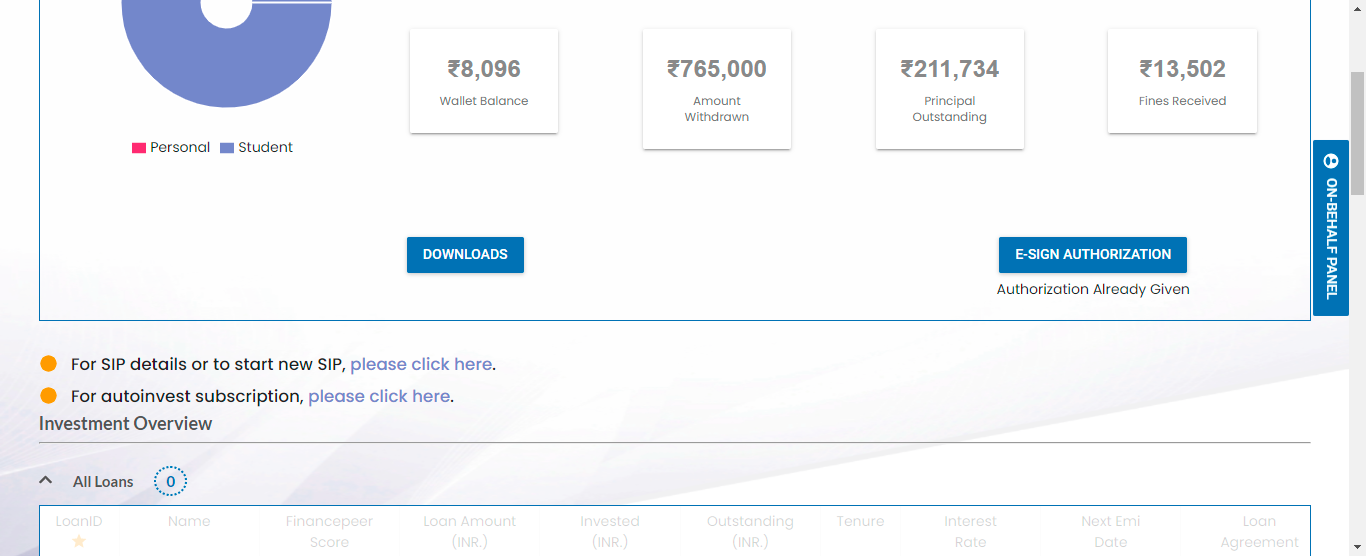 ₹8,096
Wallet Balance
₹765,000
Amount
Withdrawn
₹211,734
Principal
Outstanding
₹13,502
Fines Received
Personal Student
DOWNLOADS
E-SIGN AUTHORIZATION
Authorization Already Given
ON-BEHALF PANEL
For SIP details or to start new SIP, please click here.
For autoinvest subscription, please click here.
Investment Overview
All Loans 0
LoanID Name Financepeer Loan Amount Invested Outstanding Tenure Interest Next Emi Loan
Score (INR.) (INR.) (INR.) Rate Date Agreement